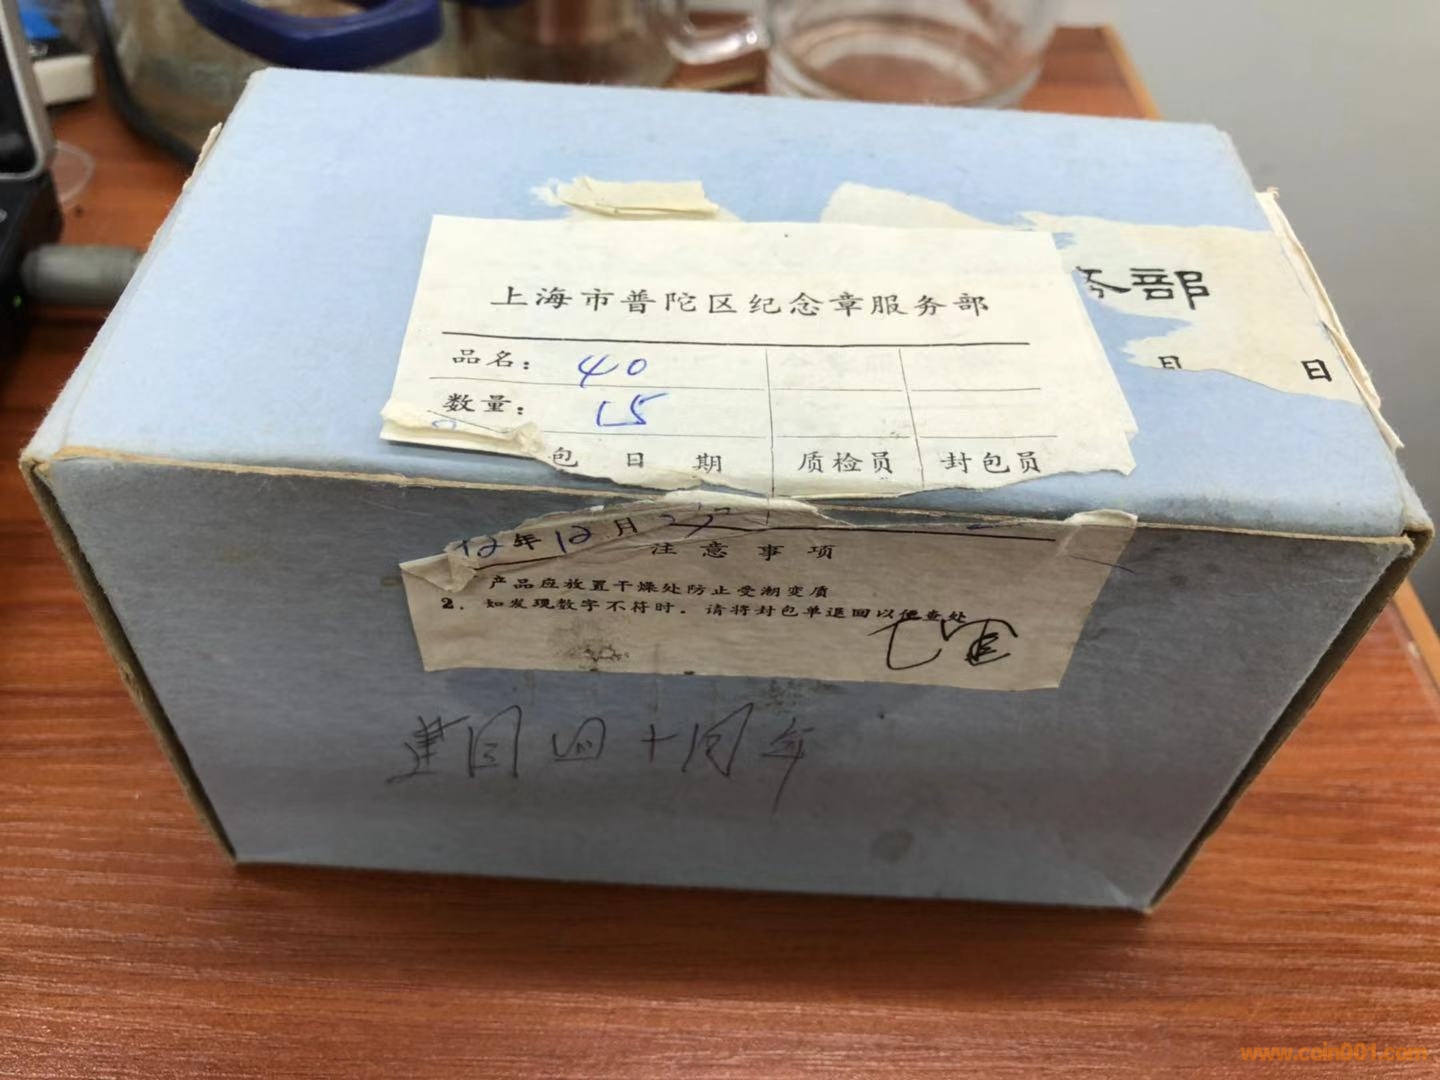 上海市普陀区纪念章服务部
务部
品名: 40
月 日
数量: 15
包日期 质检员 封包员
12月
年
注意事项
产品应放置干燥处防止受潮变质
2. 如发现数字不符时。请将封包单退回以便查处
建国四十周年
www.coin001.com